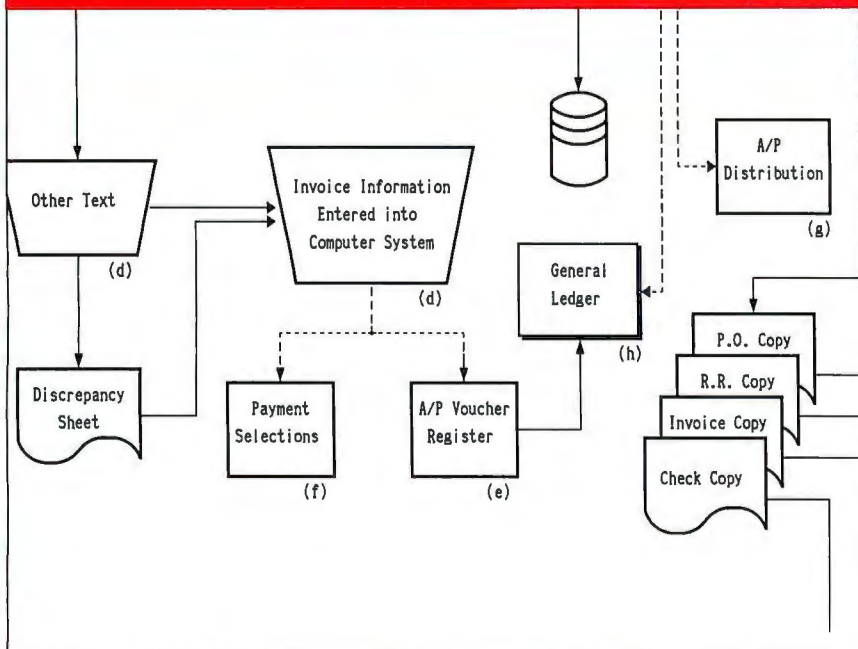 Other Text
(d)
Invoice Information
Entered into
Computer System
(d)
A/P
Distribution
(g)
General
Ledger
(h)
Discrepancy
Sheet
Payment
Selections
(f)
A/P Voucher
Register
(e)
P.O. Copy
R.R. Copy
Invoice Copy
Check Copy